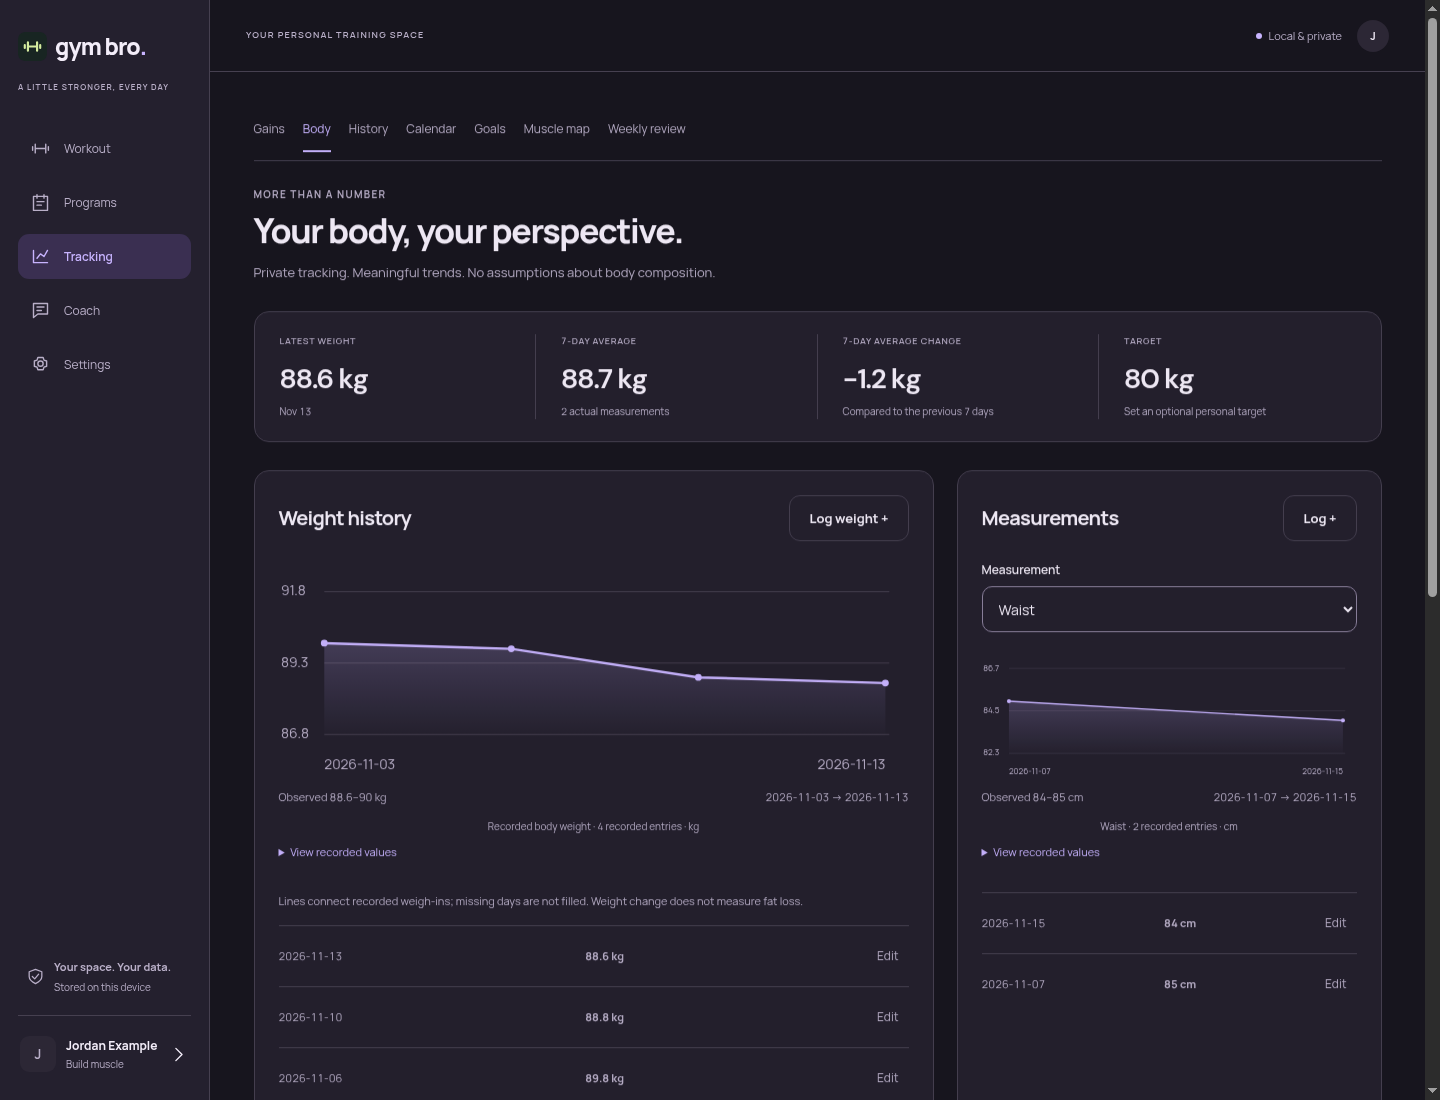 gym bro.
A LITTLE STRONGER, EVERY DAY
Workout
Programs
Tracking
Coach
Settings
Your space. Your data.
Stored on this device
J
Jordan Example
Build muscle
YOUR PERSONAL TRAINING SPACE
Local & private
J
Gains Body History Calendar Goals Muscle map Weekly review
MORE THAN A NUMBER
Your body, your perspective.
Private tracking. Meaningful trends. No assumptions about body composition.
LATEST WEIGHT
88.6 kg
Nov 13
7-DAY AVERAGE
88.7 kg
2 actual measurements
7-DAY AVERAGE CHANGE
−1.2 kg
Compared to the previous 7 days
TARGET
80 kg
Set an optional personal target
Weight history
Log weight +
91.8
89.3
86.8
2026-11-03 2026-11-13
Observed 88.6–90 kg 2026-11-03 → 2026-11-13
Recorded body weight · 4 recorded entries · kg
▶ View recorded values
Lines connect recorded weigh-ins; missing days are not filled. Weight change does not measure fat loss.
2026-11-13 88.6 kg Edit
2026-11-10 88.8 kg Edit
2026-11-06 89.8 kg Edit
Measurements
Log +
Measurement
Waist
86.7
84.5
82.3
2026-11-07 2026-11-15
Observed 84–85 cm 2026-11-07 → 2026-11-15
Waist · 2 recorded entries · cm
▶ View recorded values
2026-11-15 84 cm Edit
2026-11-07 85 cm Edit